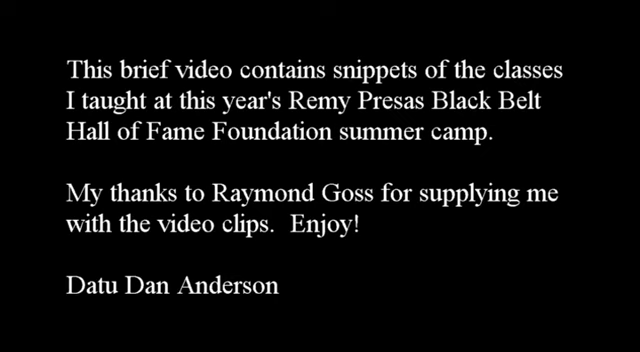 This brief video contains snippets of the classes
I taught at this year's Remy Presas Black Belt
Hall of Fame Foundation summer camp.
My thanks to Raymond Goss for supplying me
with the video clips.  Enjoy!
Datu Dan Anderson